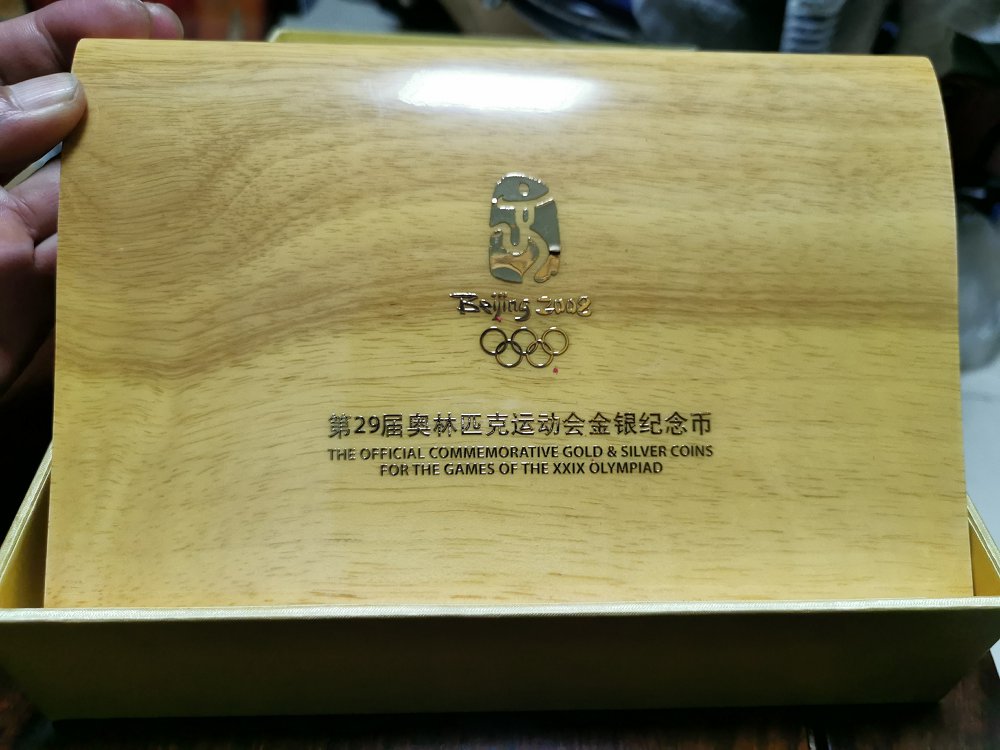 Beijing 2008
第29届奥林匹克运动会金银纪念币
THE OFFICIAL COMMEMORATIVE GOLD & SILVER COINS
FOR THE GAMES OF THE XXIX OLYMPIAD